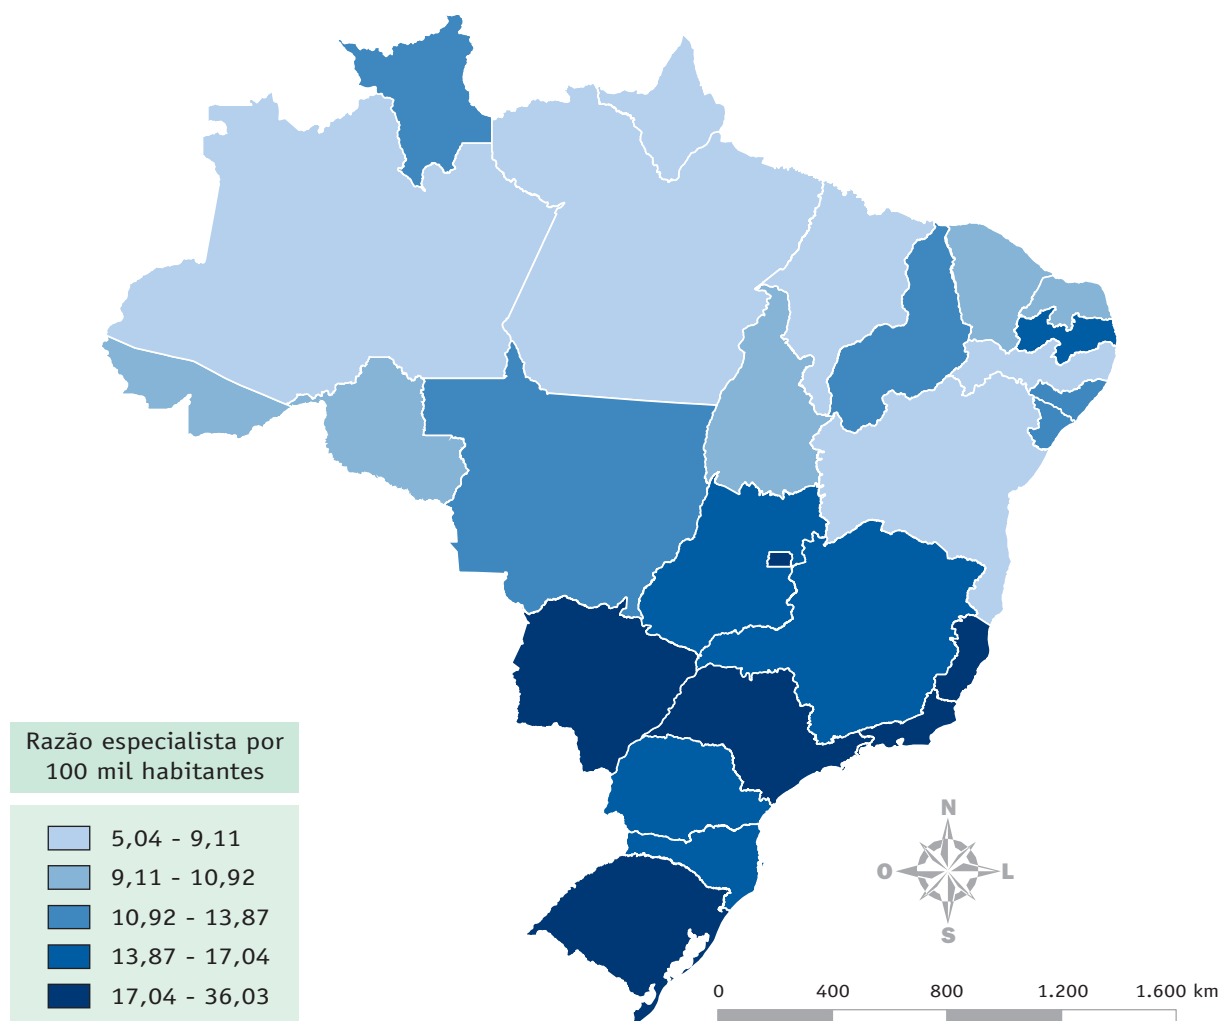 Razão especialista por
100 mil habitantes
5,04 - 9,11
9,11 - 10,92
10,92 - 13,87
13,87 - 17,04
17,04 - 36,03
N
O
L
S
0 400 800 1.200 1.600 km